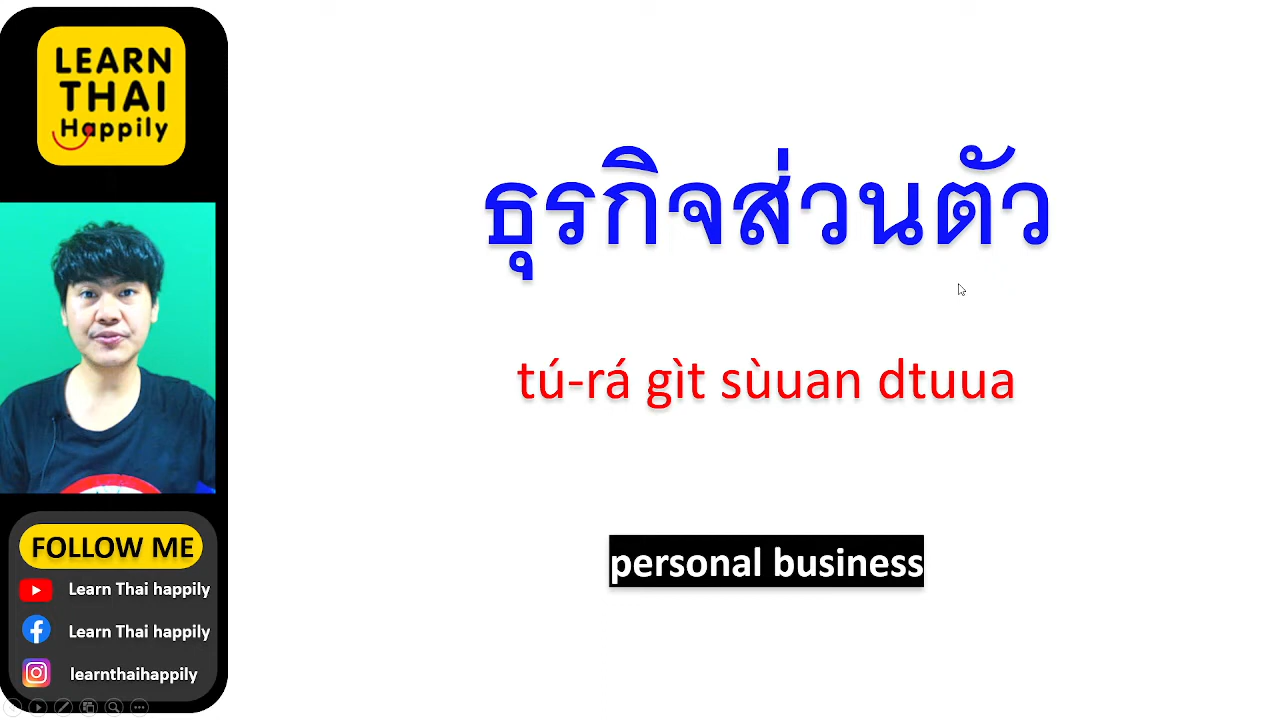 LEARN
THAI
Happily
ธุรกิจส่วนตัว
tú-rá gìt sùuan dtuua
personal business
FOLLOW ME
Learn Thai happily
Learn Thai happily
learnthaihappily